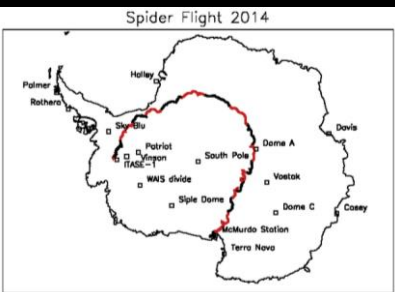 Spider Flight 2014
Halley
Palmer
Rothera
Sky-Blu
Davis
Patriot
Vinson
ITASE-1
South Pole
Dome A
WAIS divide
Vostok
Siple Dome
Dome C
Casey
McMurdo Station
Terra Nova